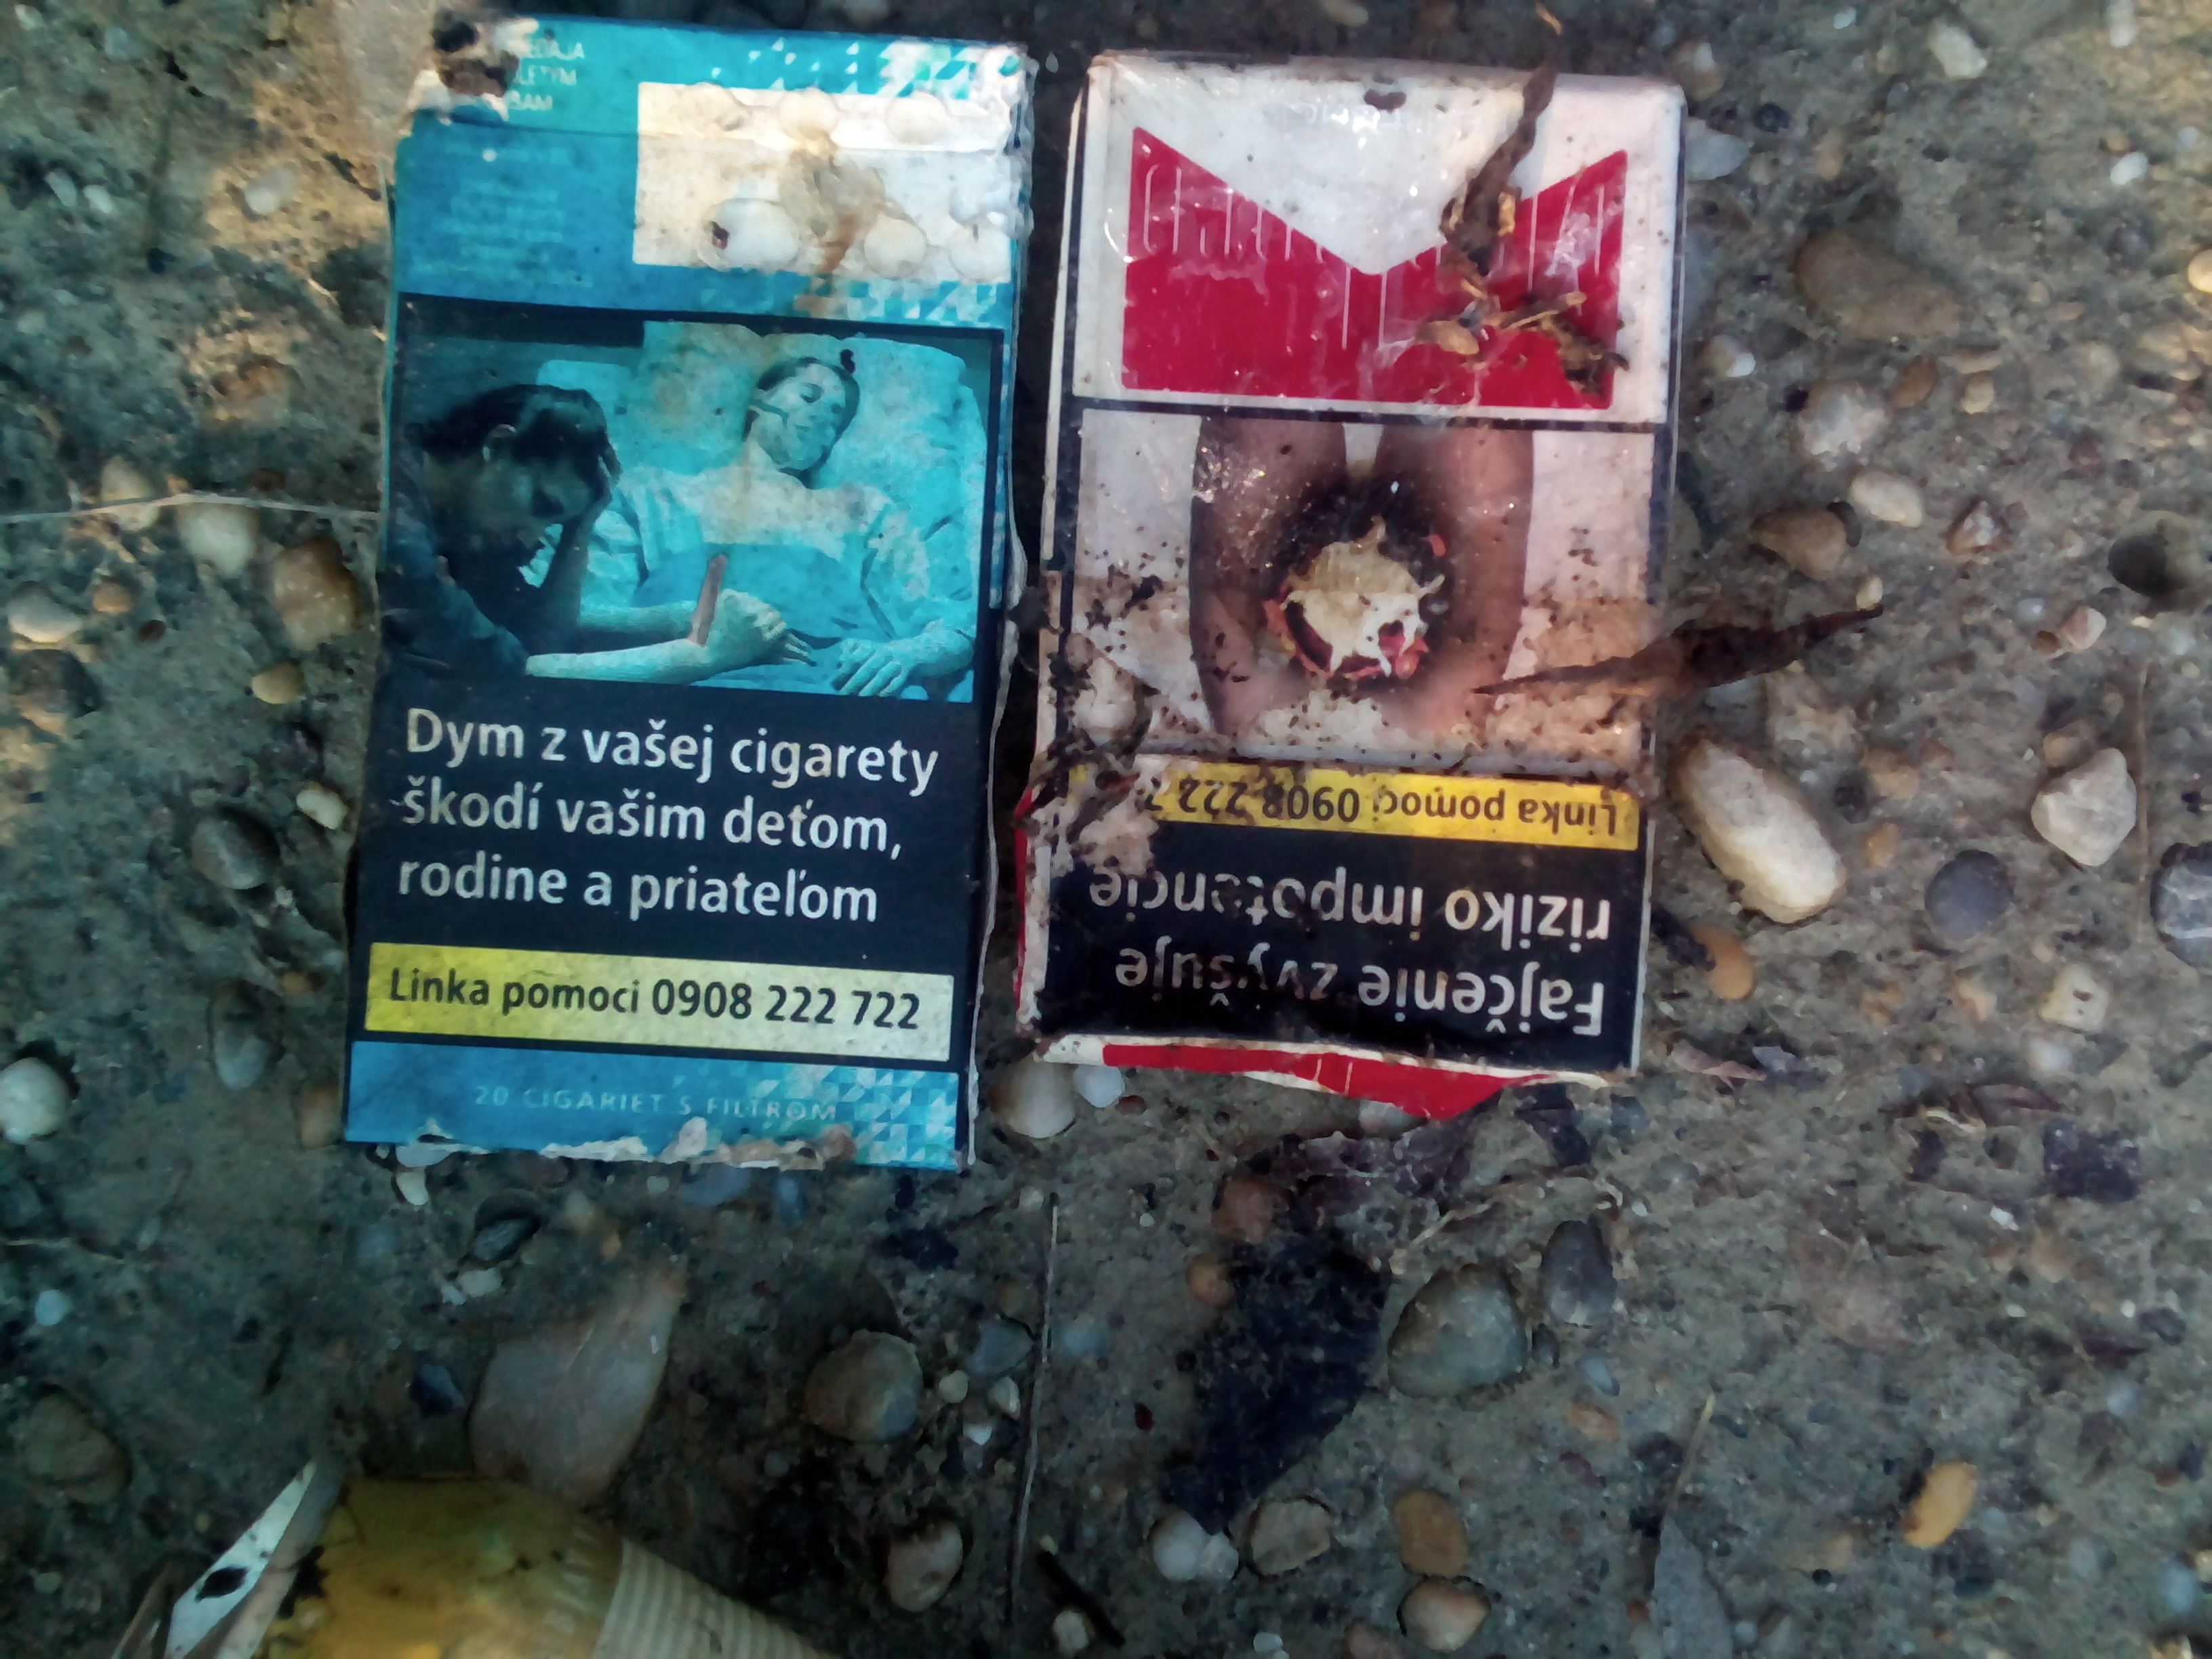 Dym z vašej cigarety
škodí vašim deťom,
rodine a priateľom
Linka pomoci 0908 222 722
20 CIGARIET S FILTROM
Fajčenie zvyšuje
riziko impotencie
Linka pomoci 0908 222